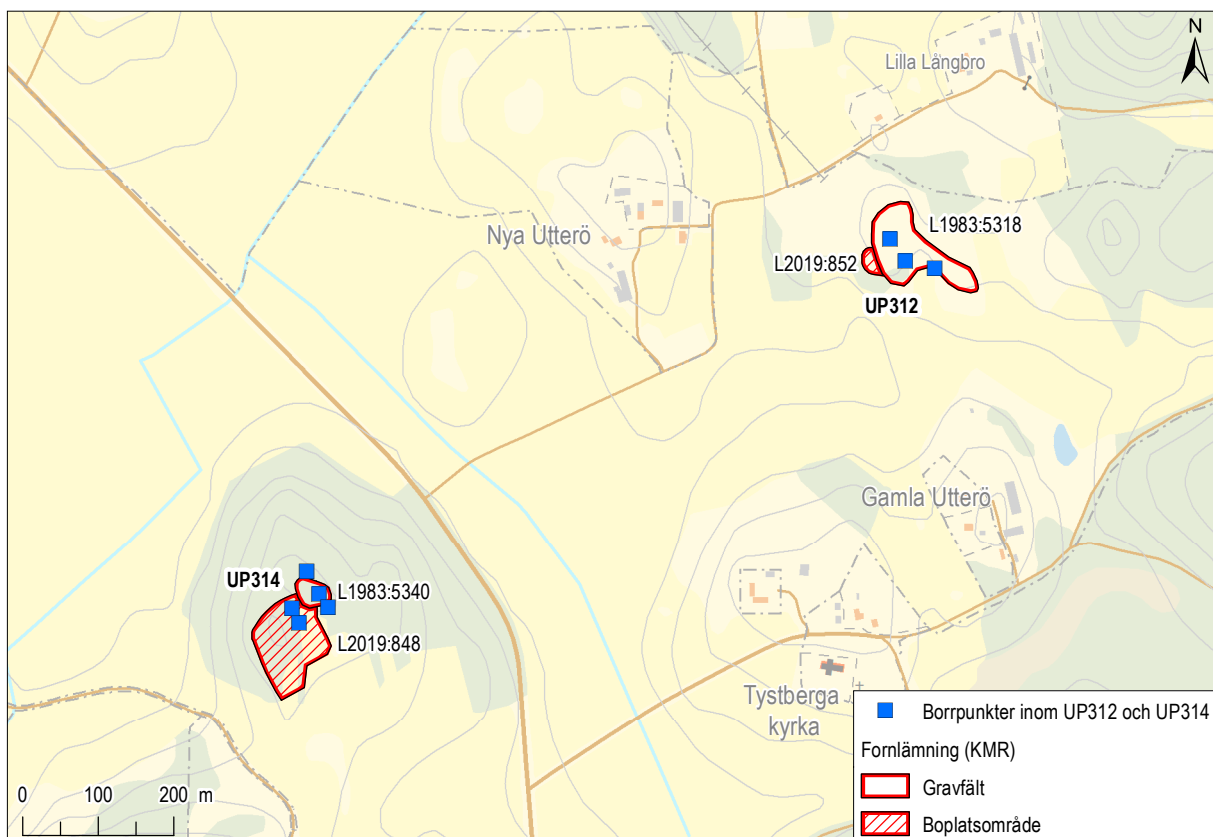 N
Lilla Långbro
L1983:5318
Nya Utterö
L2019:852
UP312
Gamla Utterö
UP314
L1983:5340
L2019:848
Tystberga
kyrka
Borrpunkter inom UP312 och UP314
Fornlämning (KMR)
Gravfält
Boplatsområde
0 100 200 m